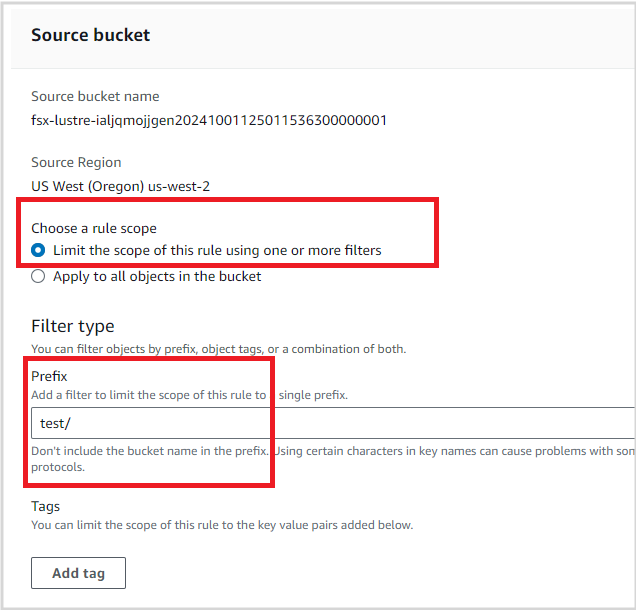 Source bucket
Source bucket name
fsx-lustre-ialjqmojjgen20241001125011536300000001
Source Region
US West (Oregon) us-west-2
Choose a rule scope
Limit the scope of this rule using one or more filters
Apply to all objects in the bucket
Filter type
You can filter objects by prefix, object tags, or a combination of both.
Prefix
Add a filter to limit the scope of this rule to single prefix.
test/
Don't include the bucket name in the prefix. Using certain characters in key names can cause problems with son
protocols.
Tags
You can limit the scope of this rule to the key value pairs added below.
Add tag